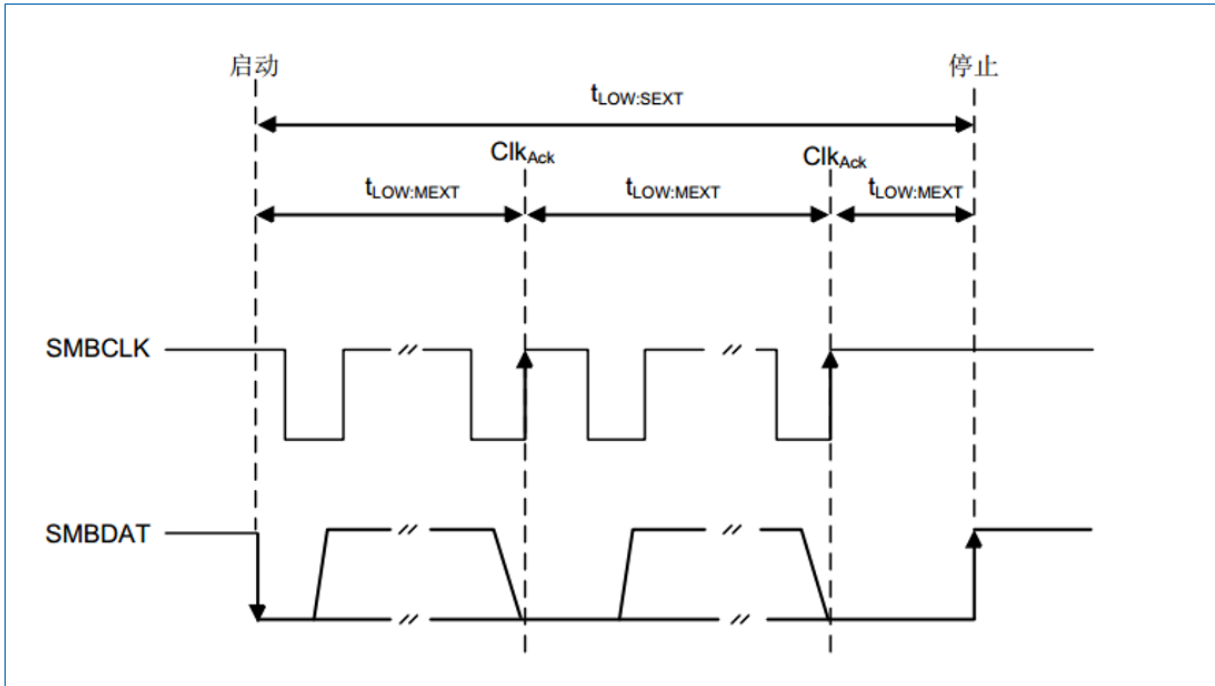 启动 停止
tLOW:SEXT
ClkAck ClkAck
tLOW:MEXT tLOW:MEXT tLOW:MEXT
SMBCLK
SMBDAT